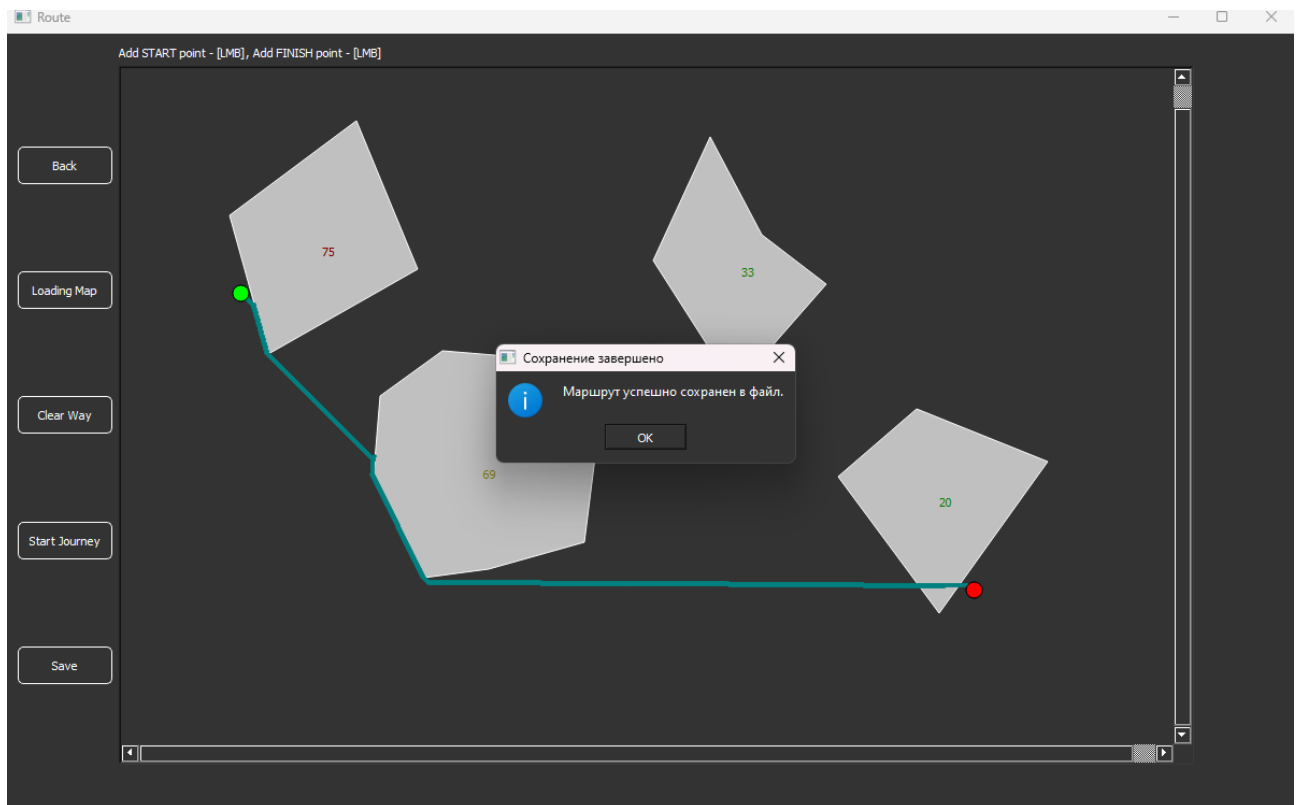 Route
Add START point - [LMB], Add FINISH point - [LMB]
Back
75
33
Loading Map
Сохранение завершено
Маршрут успешно сохранен в файл.
OK
Clear Way
69
20
Start Journey
Save